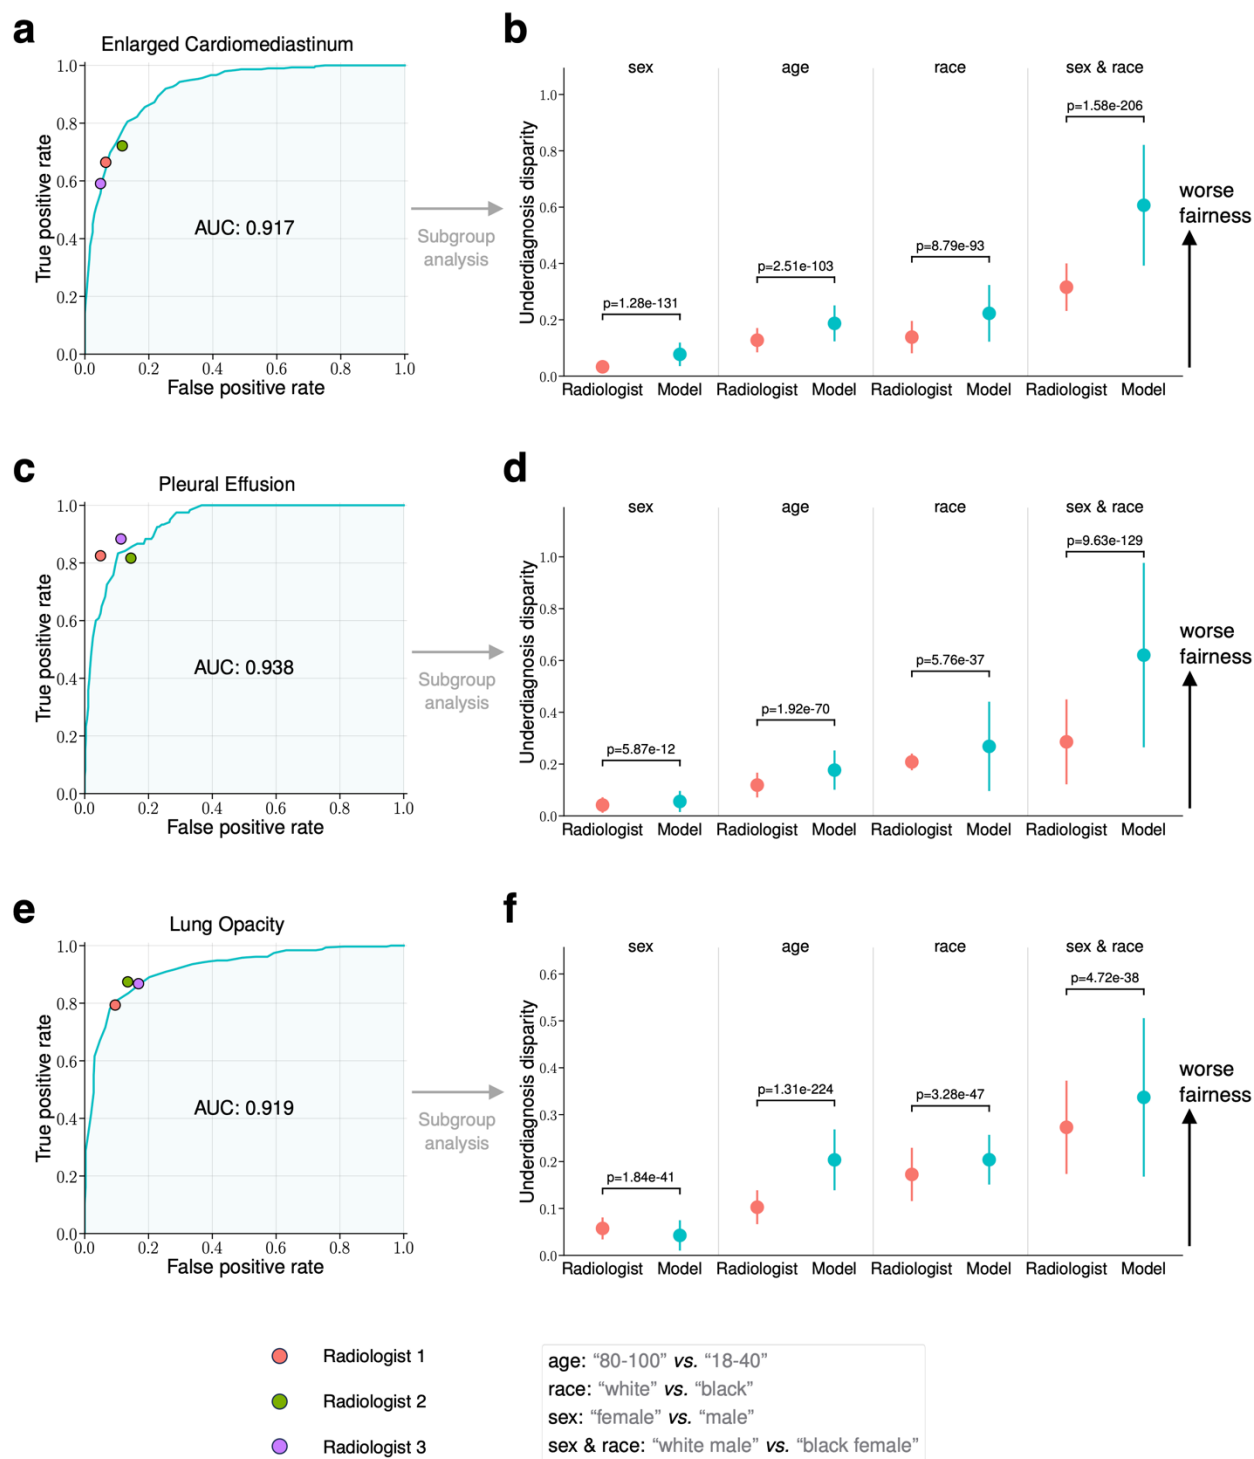 a
Enlarged Cardiomediastinum
1.0
0.8
0.6
0.4
0.2
0.0
True positive rate
AUC: 0.917
0.0 0.2 0.4 0.6 0.8 1.0
False positive rate
Subgroup
analysis
b
sex age race sex & race
1.0
0.8
0.6
0.4
0.2
0.0
Underdiagnosis disparity
p=1.28e-131
p=2.51e-103
p=8.79e-93
p=1.58e-206
Radiologist Model Radiologist Model Radiologist Model Radiologist Model
worse
fairness
c
Pleural Effusion
1.0
0.8
0.6
0.4
0.2
0.0
True positive rate
AUC: 0.938
0.0 0.2 0.4 0.6 0.8 1.0
False positive rate
Subgroup
analysis
d
sex age race sex & race
1.0
0.8
0.6
0.4
0.2
0.0
Underdiagnosis disparity
p=5.87e-12
p=1.92e-70
p=5.76e-37
p=9.63e-129
Radiologist Model Radiologist Model Radiologist Model Radiologist Model
worse
fairness
e
Lung Opacity
1.0
0.8
0.6
0.4
0.2
0.0
True positive rate
AUC: 0.919
0.0 0.2 0.4 0.6 0.8 1.0
False positive rate
Subgroup
analysis
f
sex age race sex & race
0.6
0.5
0.4
0.3
0.2
0.1
0.0
Underdiagnosis disparity
p=1.84e-41
p=1.31e-224
p=3.28e-47
p=4.72e-38
Radiologist Model Radiologist Model Radiologist Model Radiologist Model
worse
fairness
Radiologist 1
Radiologist 2
Radiologist 3
age: “80-100” vs. “18-40”
race: “white” vs. “black”
sex: “female” vs. “male”
sex & race: “white male” vs. “black female”